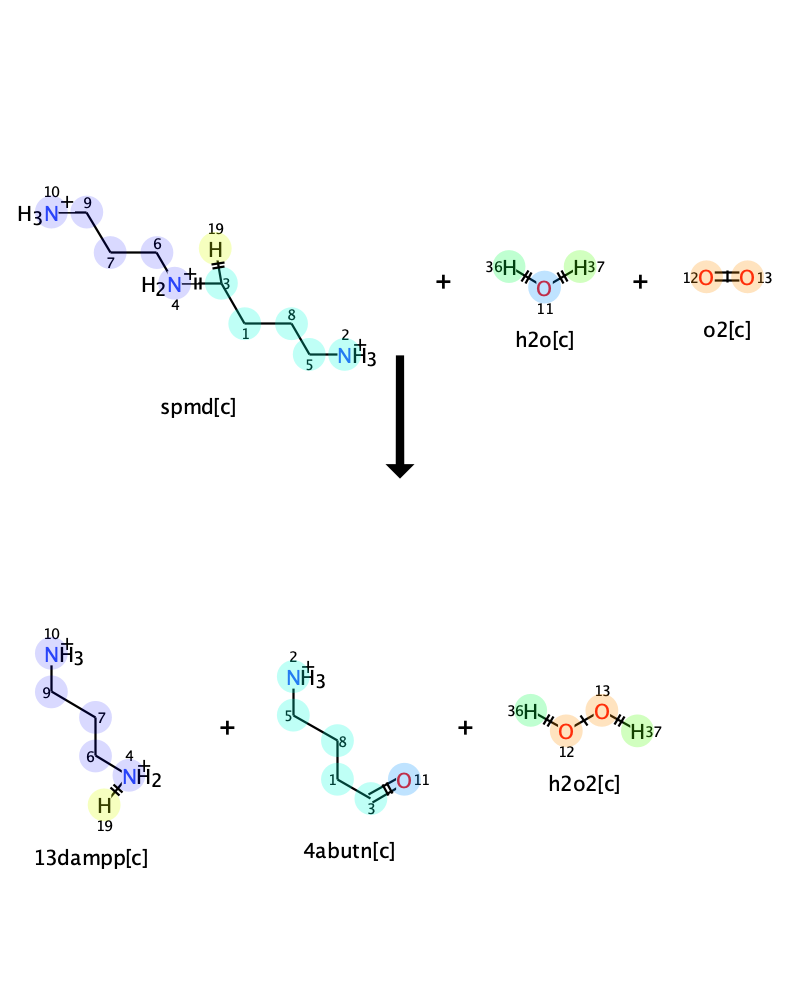 10
H3N+ 9
19
H
6
7
H2N+ 3
4
36H H37
O
11
12O O13
+ +
8 2
1 NH3+
5
h2o[c]
o2[c]
spmd[c]
10
NH3+
9
7
6 4
NH2+
H
19
13dampp[c]
+
2
NH3+
5
8
1 O 11
3
4abutn[c]
+
13
36H O
O H37
12
h2o2[c]